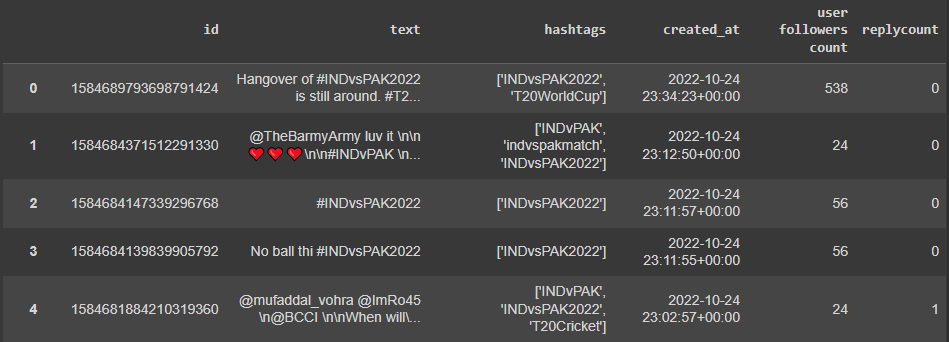 id text hashtags created_at user followers count replycount
0 1584689793698791424 Hangover of #INDvsPAK2022 is still around. #T2... ['INDvsPAK2022', 'T20WorldCup'] 2022-10-24 23:34:23+00:00 538 0
1 1584684371512291330 @TheBarmyArmy luv it \n\n❤❤❤\n\n#INDvPAK \n... ['INDvPAK', 'indvspakmatch', 'INDvsPAK2022'] 2022-10-24 23:12:50+00:00 24 0
2 1584684147339296768 #INDvsPAK2022 ['INDvsPAK2022'] 2022-10-24 23:11:57+00:00 56 0
3 1584684139839905792 No ball thi #INDvsPAK2022 ['INDvsPAK2022'] 2022-10-24 23:11:55+00:00 56 0
4 1584681884210319360 @mufaddal_vohra @ImRo45 \n@BCCI \n\nWhen will\... ['INDvPAK', 'INDvsPAK2022', 'T20Cricket'] 2022-10-24 23:02:57+00:00 24 1